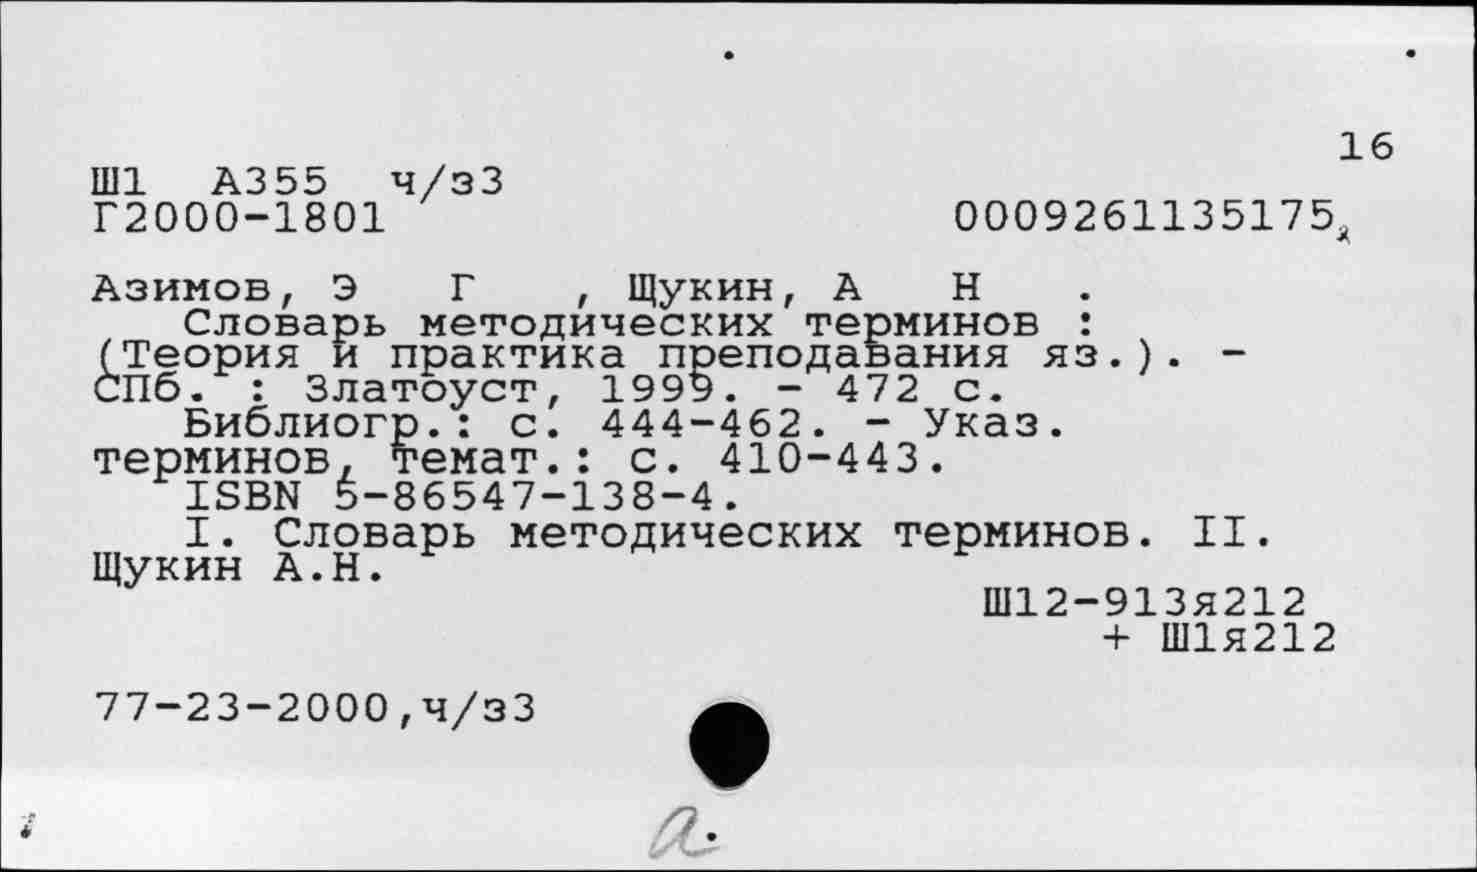 16
Ш1 А355 ч/з3
Г2000-1801 0009261135175
Азимов, Э Г , Щукин, А Н .
Словарь методических терминов :
(Теория и практика преподавания яз.). -
СПб. : Златоуст, 1999. - 472 с.
Библиогр.: с. 444-462. - Указ.
терминов, темат.: с. 410-443.
ISBN 5-86547-138-4.
I. Словарь методических терминов. II.
Щукин А.Н.
Ш12-913я212
+ Ш1я212
77-23-2000,ч/з3
а.